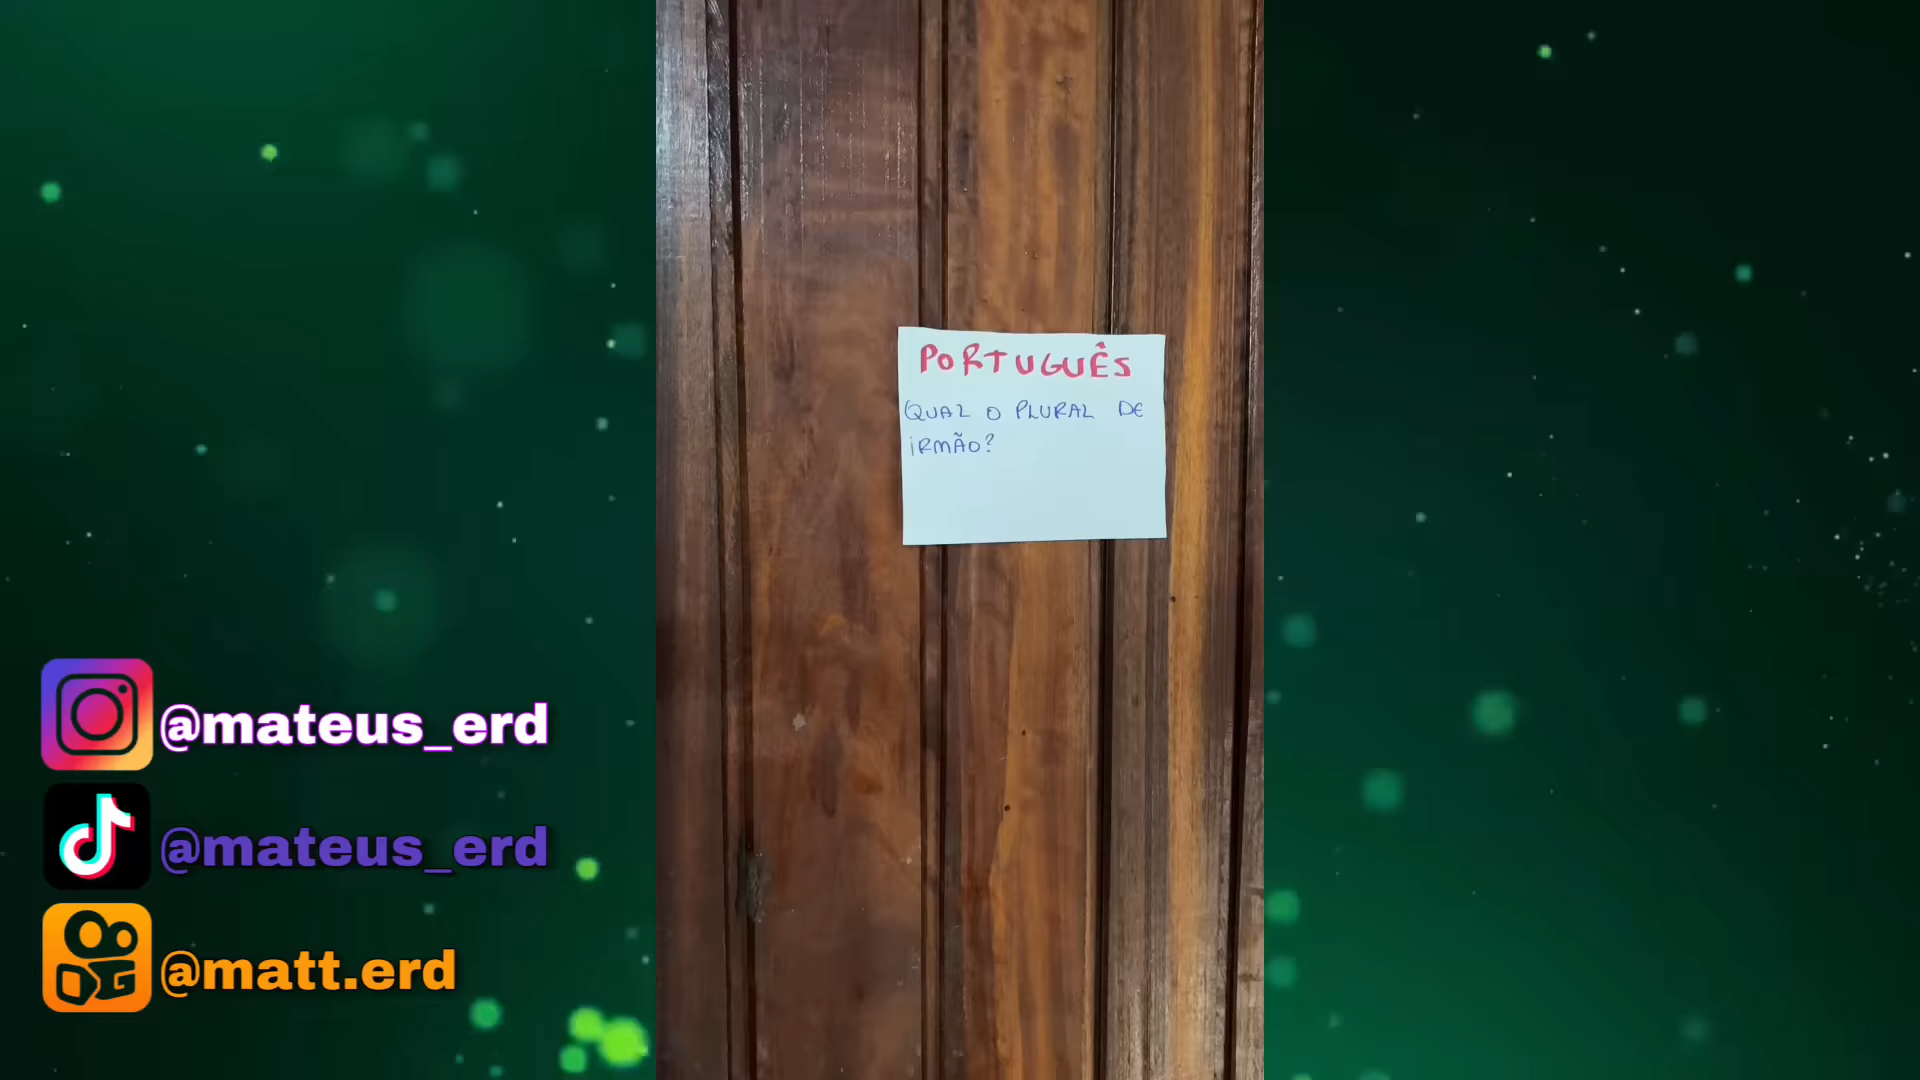 PORTUGUÊS
QUAL O PLURAL DE
IRMÃO?
@mateus_erd
@mateus_erd
@matt.erd